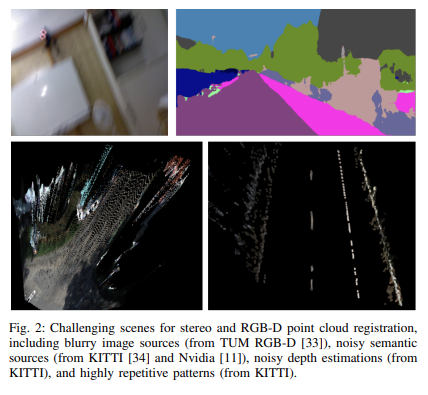 Fig. 2: Challenging scenes for stereo and RGB-D point cloud registration,
including blurry image sources (from TUM RGB-D [33]), noisy semantic
sources (from KITTI [34] and Nvidia [11]), noisy depth estimations (from
KITTI), and highly repetitive patterns (from KITTI).